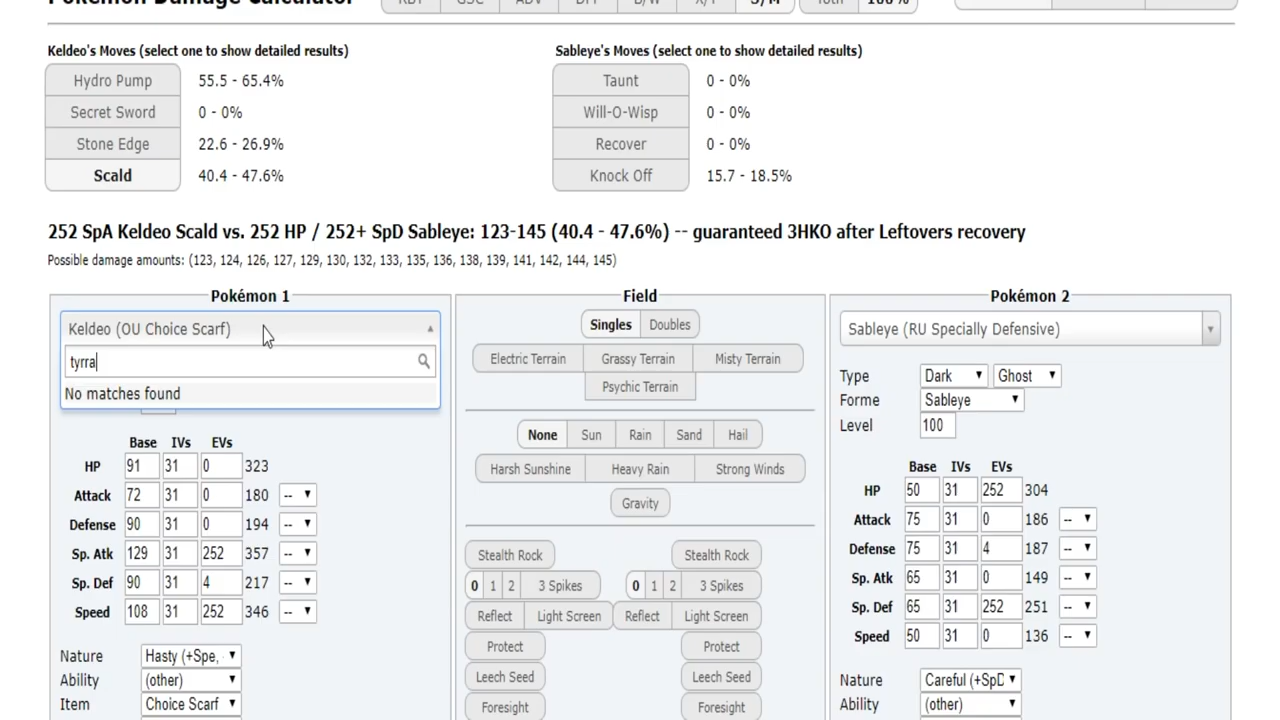 Pokémon Damage Calculator RBY GSC ADV DPP B/W X/Y S/M 100%
Keldeo's Moves (select one to show detailed results)
Hydro Pump 55.5 - 65.4%
Secret Sword 0 - 0%
Stone Edge 22.6 - 26.9%
Scald 40.4 - 47.6%
Sableye's Moves (select one to show detailed results)
Taunt 0 - 0%
Will-O-Wisp 0 - 0%
Recover 0 - 0%
Knock Off 15.7 - 18.5%
252 SpA Keldeo Scald vs. 252 HP / 252+ SpD Sableye: 123-145 (40.4 - 47.6%) -- guaranteed 3HKO after Leftovers recovery
Possible damage amounts: (123, 124, 126, 127, 129, 130, 132, 133, 135, 136, 138, 139, 141, 142, 144, 145)
Pokémon 1
Keldeo (OU Choice Scarf)
tyrra
No matches found
Base IVs EVs
HP 91 31 0 323
Attack 72 31 0 180 --
Defense 90 31 0 194 --
Sp. Atk 129 31 252 357 --
Sp. Def 90 31 4 217 --
Speed 108 31 252 346 --
Nature Hasty (+Spe,
Ability (other)
Item Choice Scarf
Field
Singles Doubles
Electric Terrain Grassy Terrain Misty Terrain
Psychic Terrain
None Sun Rain Sand Hail
Harsh Sunshine Heavy Rain Strong Winds
Gravity
Stealth Rock Stealth Rock
0 1 2 3 Spikes 0 1 2 3 Spikes
Reflect Light Screen Reflect Light Screen
Protect Protect
Leech Seed Leech Seed
Foresight Foresight
Pokémon 2
Sableye (RU Specially Defensive)
Type Dark Ghost
Forme Sableye
Level 100
Base IVs EVs
HP 50 31 252 304
Attack 75 31 0 186 --
Defense 75 31 4 187 --
Sp. Atk 65 31 0 149 --
Sp. Def 65 31 252 251 --
Speed 50 31 0 136 --
Nature Careful (+SpD
Ability (other)